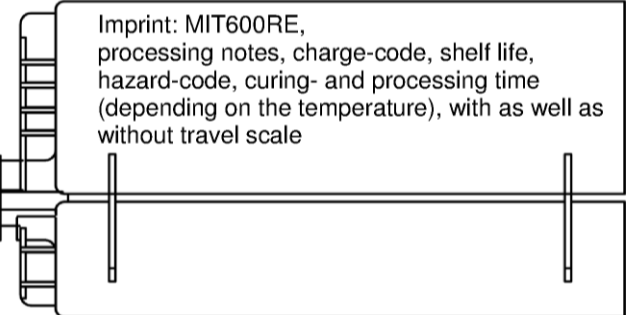 Imprint: MIT600RE,
processing notes, charge-code, shelf life,
hazard-code, curing- and processing time
(depending on the temperature), with as well as
without travel scale